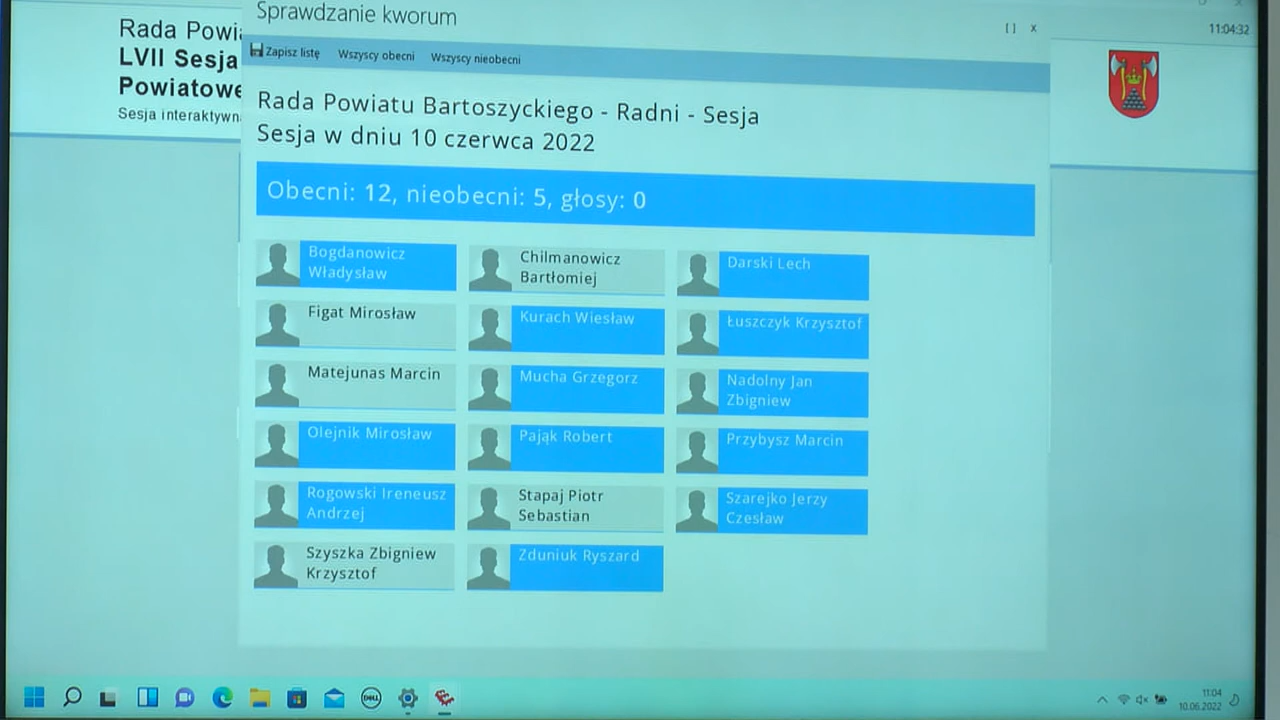 Sprawdzanie kworum
[ ] x
11:04:32
Rada Powi
LVII Sesja
Powiatowe
Sesja interaktywn
Zapisz listę Wszyscy obecni Wszyscy nieobecni
Rada Powiatu Bartoszyckiego - Radni - Sesja
Sesja w dniu 10 czerwca 2022
Obecni: 12, nieobecni: 5, głosy: 0
Bogdanowicz
Władysław
Chilmanowicz
Bartłomiej
Darski Lech
Figat Mirosław
Kurach Wiesław
Łuszczyk Krzysztof
Matejunas Marcin
Mucha Grzegorz
Nadolny Jan
Zbigniew
Olejnik Mirosław
Pająk Robert
Przybysz Marcin
Rogowski Ireneusz
Andrzej
Stapaj Piotr
Sebastian
Szarejko Jerzy
Czesław
Szyszka Zbigniew
Krzysztof
Zduniuk Ryszard
DELL
11:04
10.06.2022